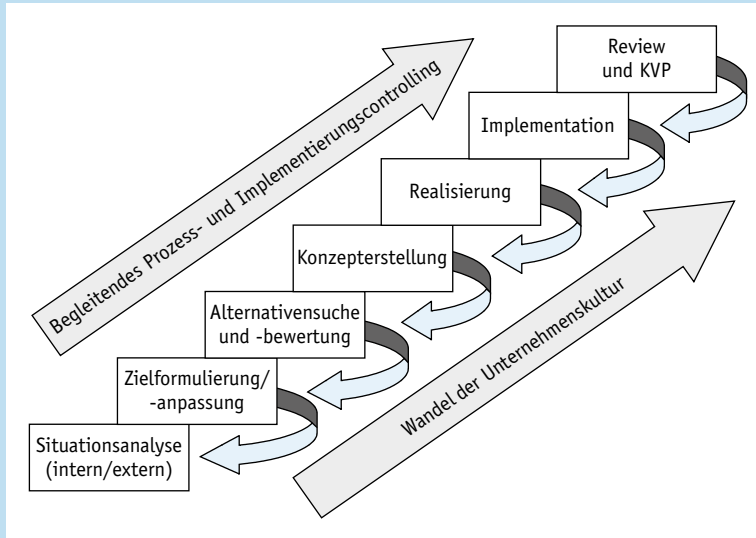 Begleitendes Prozess- und Implementierungscontrolling
Review
und KVP
Implementation
Realisierung
Konzepterstellung
Alternativensuche
und -bewertung
Zielformulierung/
-anpassung
Situationsanalyse
(intern/extern)
Wandel der Unternehmenskultur